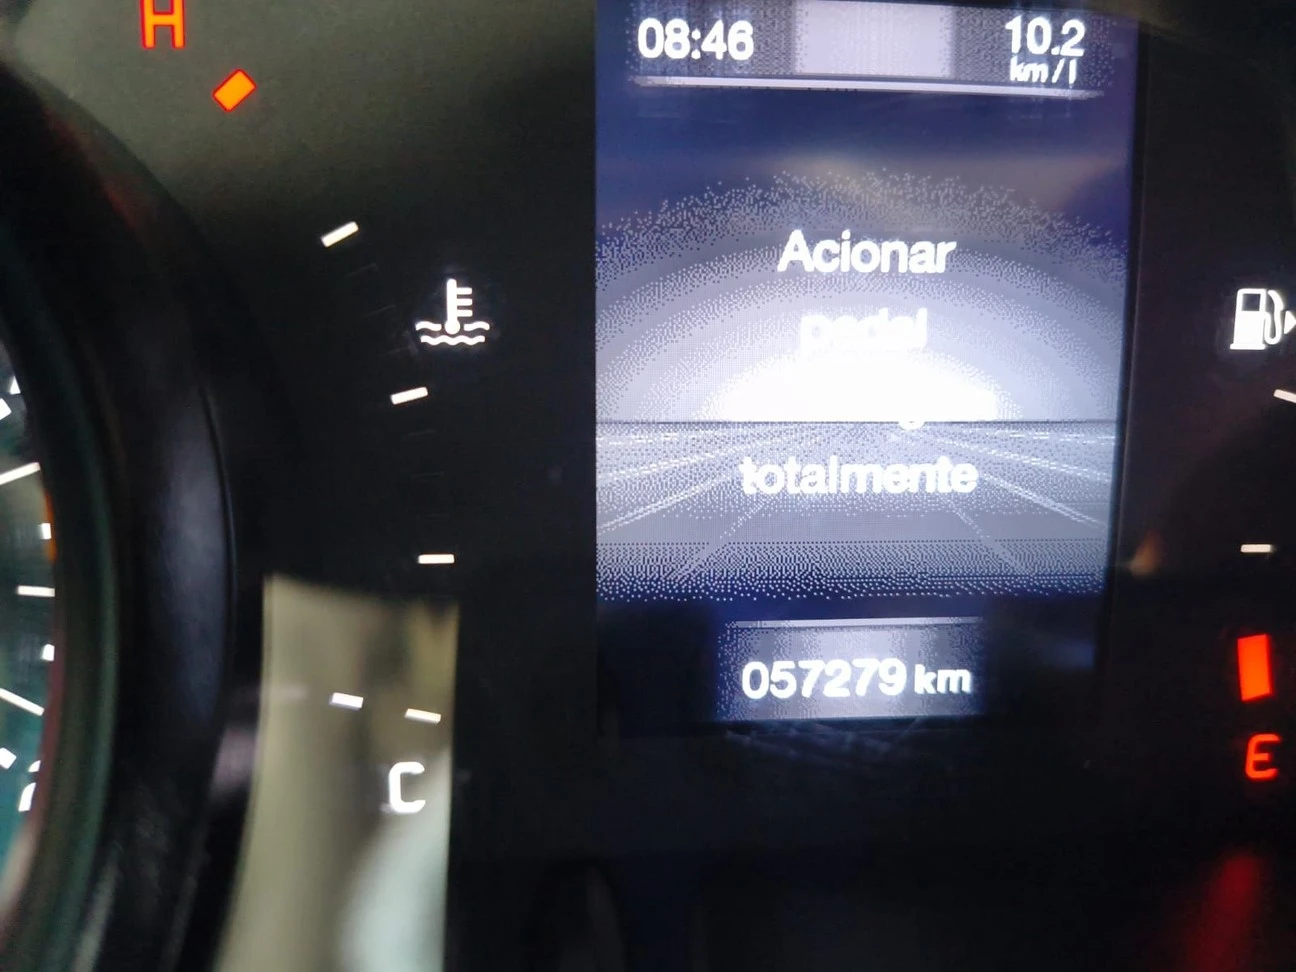 H
08:46
10.2
km/l
Acionar
pedal
totalmente
057279 km
C
E